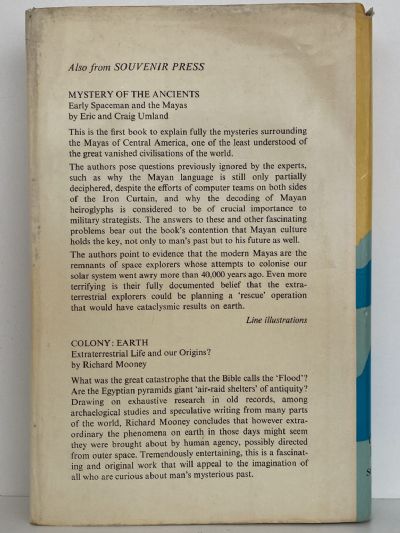 Also from SOUVENIR PRESS
MYSTERY OF THE ANCIENTS
Early Spaceman and the Mayas
by Eric and Craig Umland
This is the first book to explain fully the mysteries surrounding
the Mayas of Central America, one of the least understood of
the great vanished civilisations of the world.
The authors pose questions previously ignored by the experts,
such as why the Mayan language is still only partially
deciphered, despite the efforts of computer teams on both sides
of the Iron Curtain, and why the decoding of Mayan
heiroglyphs is considered to be of crucial importance to
military strategists. The answers to these and other fascinating
problems bear out the book's contention that Mayan culture
holds the key, not only to man's past but to his future as well.
The authors point to evidence that the modern Mayas are the
remnants of space explorers whose attempts to colonise our
solar system went awry more than 40,000 years ago. Even more
terrifying is their fully documented belief that the extra-
terrestrial explorers could be planning a 'rescue' operation
that would have cataclysmic results on earth.
Line illustrations
COLONY: EARTH
Extraterrestrial Life and our Origins?
by Richard Mooney
What was the great catastrophe that the Bible calls the 'Flood'?
Are the Egyptian pyramids giant 'air-raid shelters' of antiquity?
Drawing on exhaustive research in old records, among
archaelogical studies and speculative writing from many parts
of the world, Richard Mooney concludes that however extra-
ordinary the phenomena on earth in those days might seem
they were brought about by human agency, possibly directed
from outer space. Tremendously entertaining, this is a fascinat-
ing and original work that will appeal to the imagination of
all who are curious about man's mysterious past.